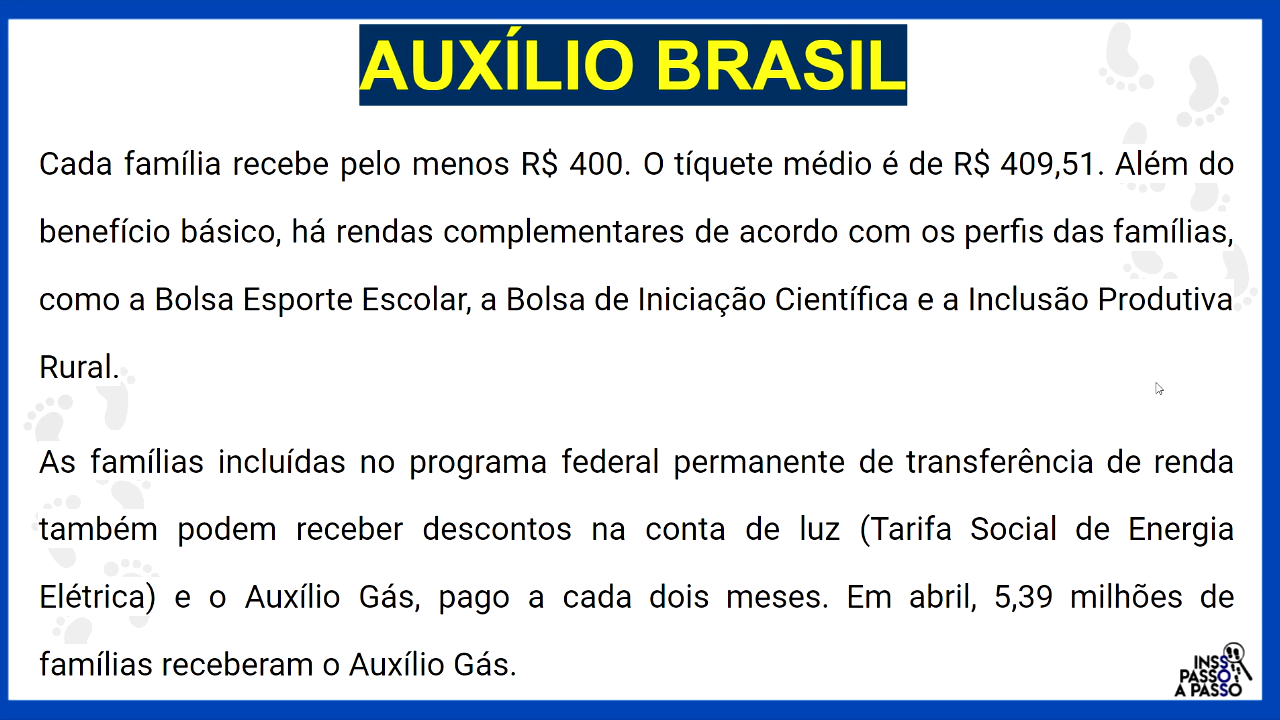 AUXÍLIO BRASIL
Cada família recebe pelo menos R$ 400. O tíquete médio é de R$ 409,51. Além do
benefício básico, há rendas complementares de acordo com os perfis das famílias,
como a Bolsa Esporte Escolar, a Bolsa de Iniciação Científica e a Inclusão Produtiva
Rural.
As famílias incluídas no programa federal permanente de transferência de renda
também podem receber descontos na conta de luz (Tarifa Social de Energia
Elétrica) e o Auxílio Gás, pago a cada dois meses. Em abril, 5,39 milhões de
famílias receberam o Auxílio Gás.
INSS
PASSO
A PASSO